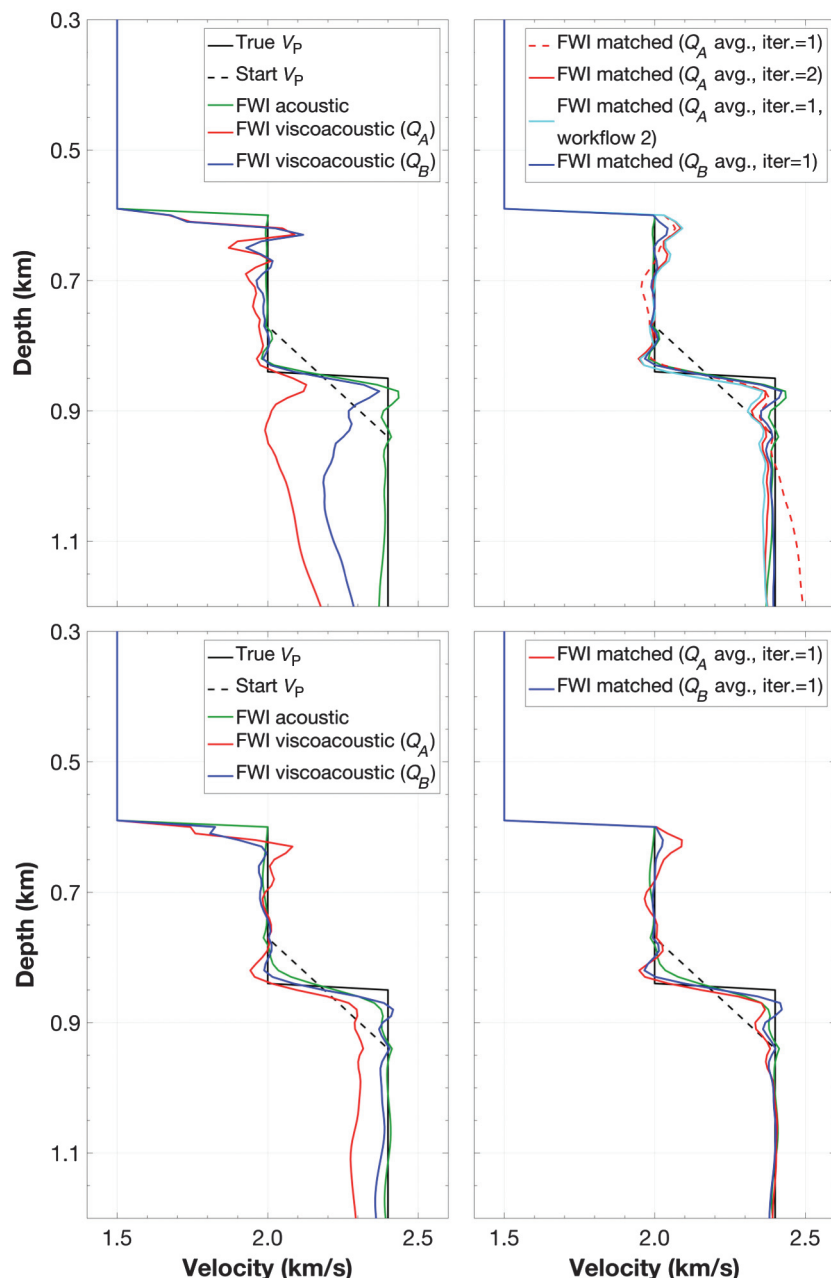 0.3
0.5
0.7
0.9
1.1
Depth (km)
True VP
Start VP
FWI acoustic
FWI viscoacoustic (QA)
FWI viscoacoustic (QB)
FWI matched (QA avg., iter.=1)
FWI matched (QA avg., iter.=2)
FWI matched (QA avg., iter.=1,
workflow 2)
FWI matched (QB avg., iter=1)
0.3
0.5
0.7
0.9
1.1
Depth (km)
True VP
Start VP
FWI acoustic
FWI viscoacoustic (QA)
FWI viscoacoustic (QB)
1.5 2.0 2.5
Velocity (km/s)
FWI matched (QA avg., iter.=1)
FWI matched (QB avg., iter.=1)
1.5 2.0 2.5
Velocity (km/s)